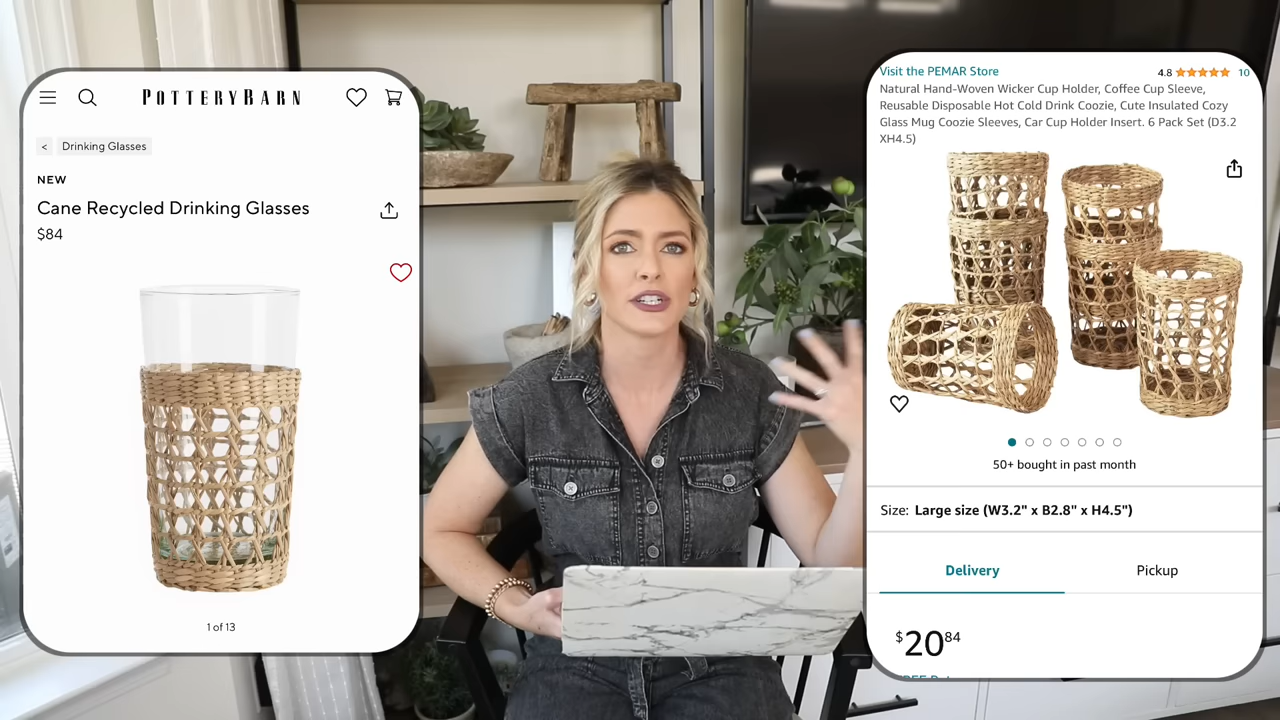 POTTERYBARN
< Drinking Glasses
NEW
Cane Recycled Drinking Glasses
$84
1 of 13
Visit the PEMAR Store 4.8 10
Natural Hand-Woven Wicker Cup Holder, Coffee Cup Sleeve,
Reusable Disposable Hot Cold Drink Coozie, Cute Insulated Cozy
Glass Mug Coozie Sleeves, Car Cup Holder Insert. 6 Pack Set (D3.2
XH4.5)
50+ bought in past month
Size: Large size (W3.2" x B2.8" x H4.5")
Delivery Pickup
$20 84